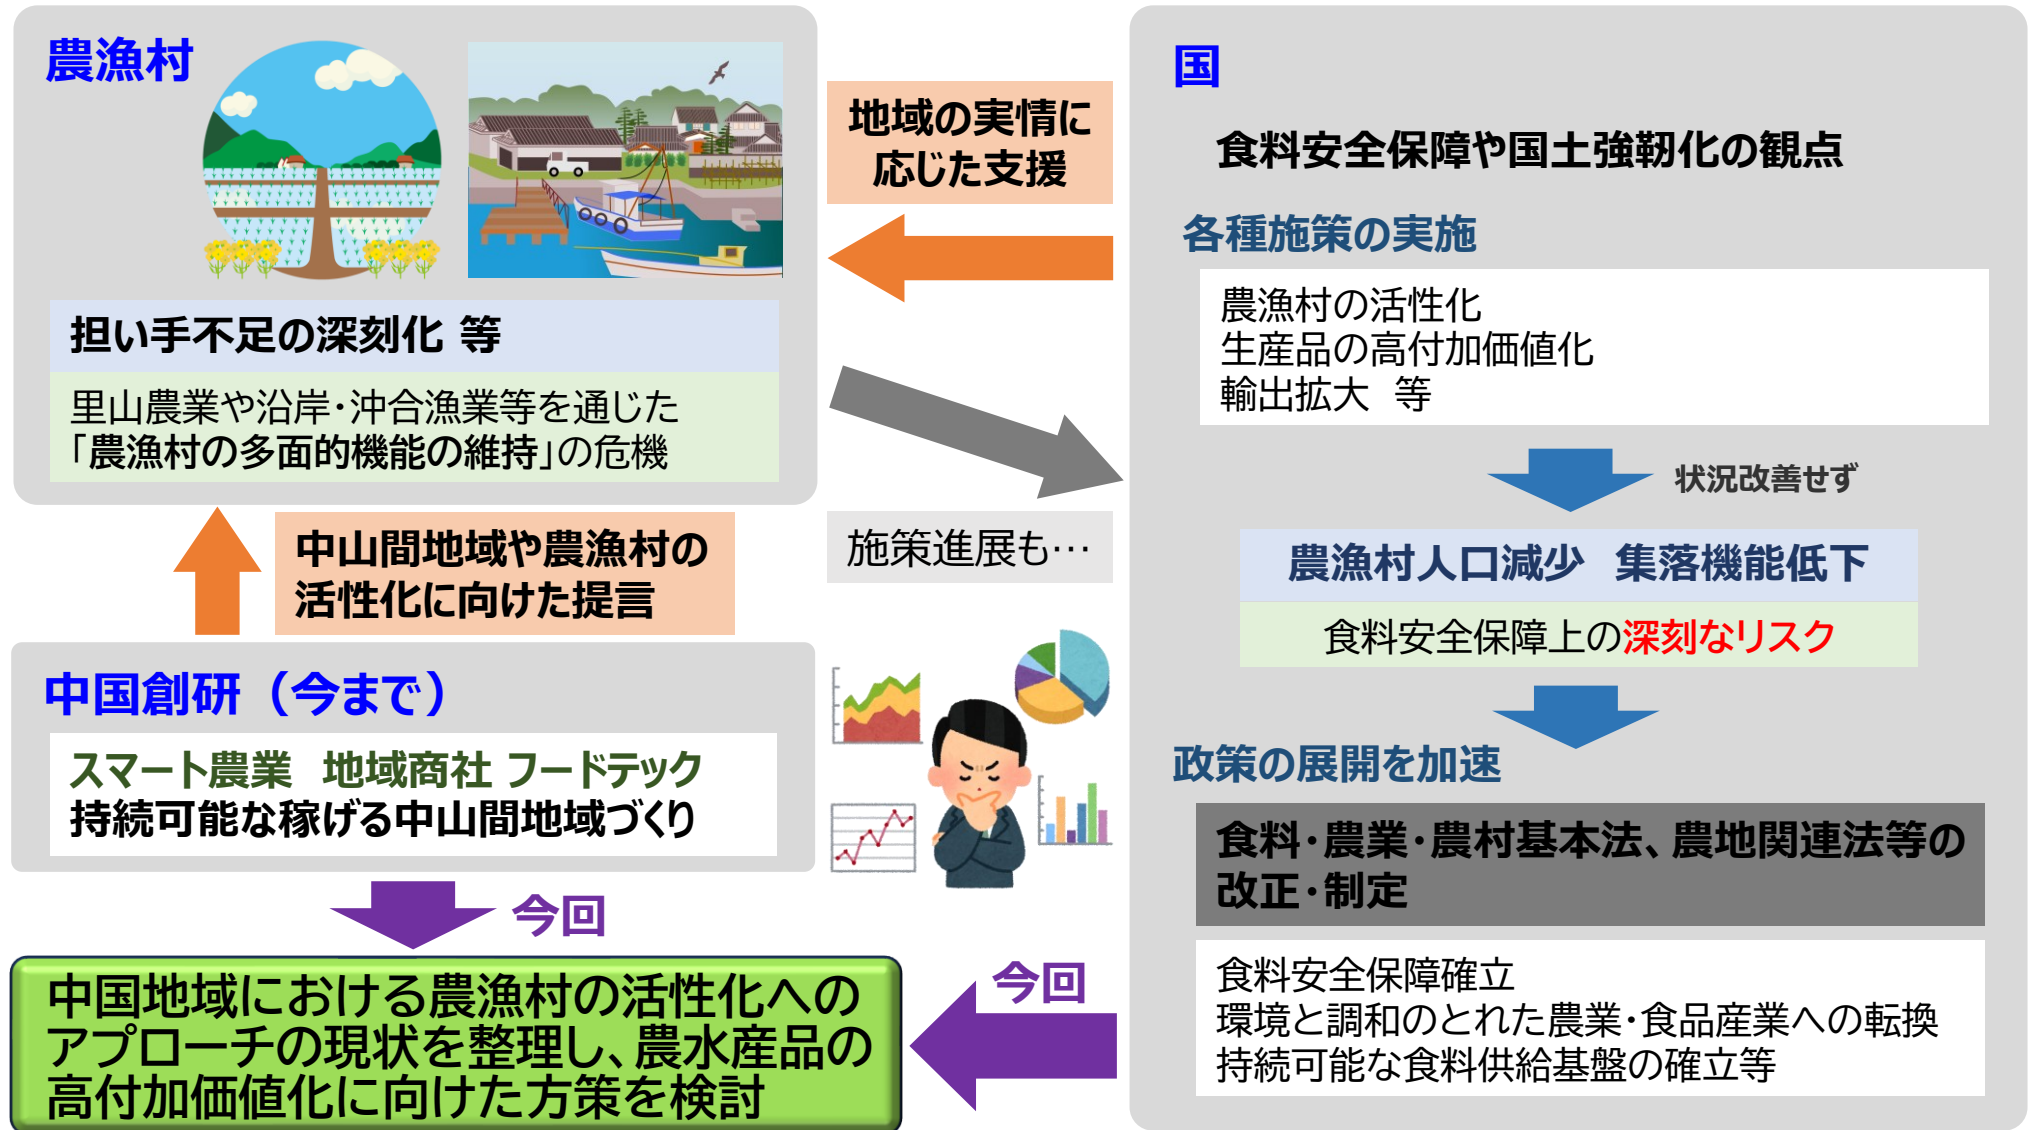 農漁村
担い手不足の深刻化 等
里山農業や沿岸・沖合漁業等を通じた
「農漁村の多面的機能の維持」の危機
地域の実情に
応じた支援
施策進展も…
中山間地域や農漁村の
活性化に向けた提言
中国創研（今まで）
スマート農業　地域商社 フードテック
持続可能な稼げる中山間地域づくり
今回
中国地域における農漁村の活性化への
アプローチの現状を整理し、農水産品の
高付加価値化に向けた方策を検討
国
食料安全保障や国土強靭化の観点
各種施策の実施
農漁村の活性化
生産品の高付加価値化
輸出拡大　等
状況改善せず
農漁村人口減少　集落機能低下
食料安全保障上の深刻なリスク
政策の展開を加速
食料・農業・農村基本法、農地関連法等の
改正・制定
食料安全保障確立
環境と調和のとれた農業・食品産業への転換
持続可能な食料供給基盤の確立等
今回